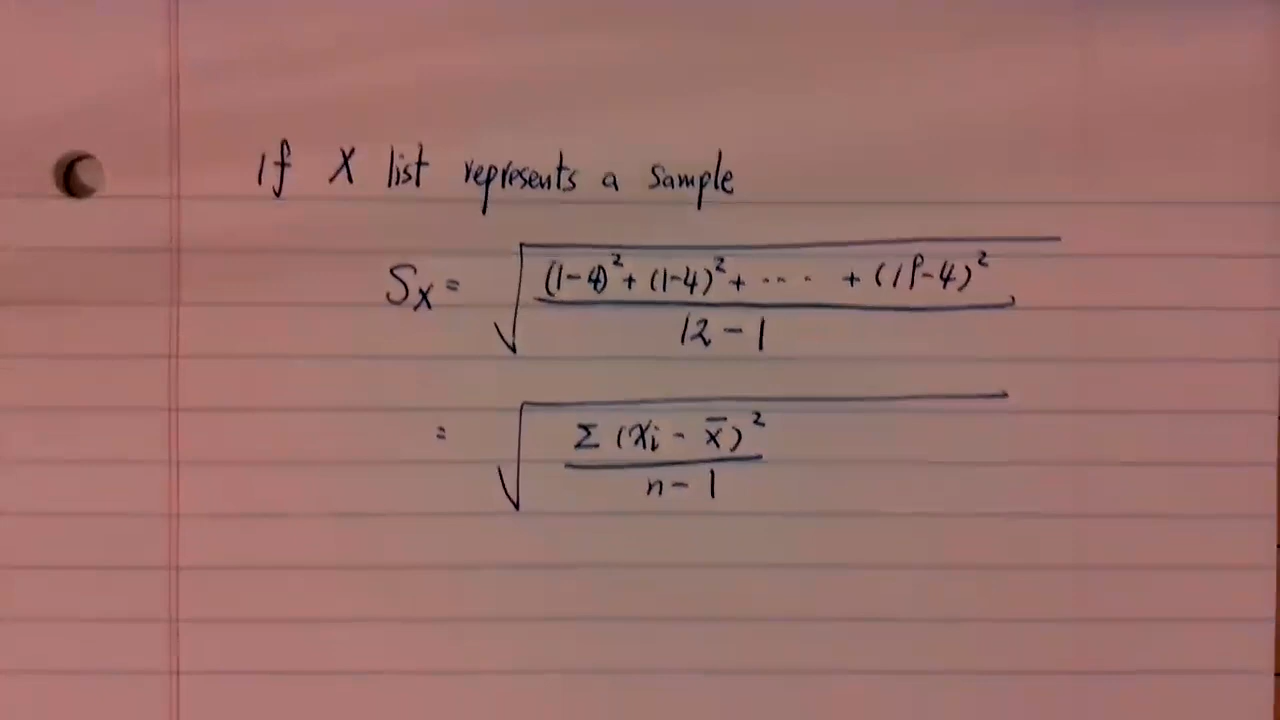 If X list represents a sample
Sx = √((1-4)² + (1-4)² + ···· + (1 -4)²
12 - 1
= √(Σ (xi - x̄)²
n - 1